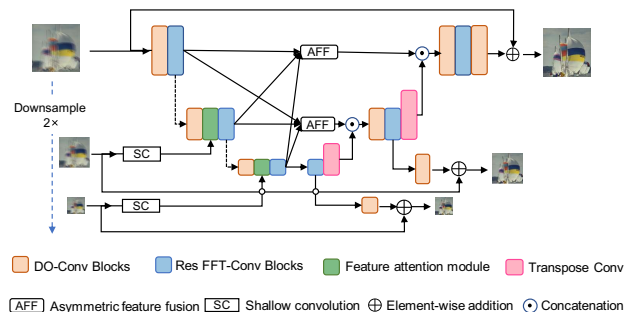 AFF
Downsample
2×
AFF
SC
SC
DO-Conv Blocks Res FFT-Conv Blocks Feature attention module Transpose Conv
AFF Asymmetric feature fusion SC Shallow convolution Element-wise addition Concatenation